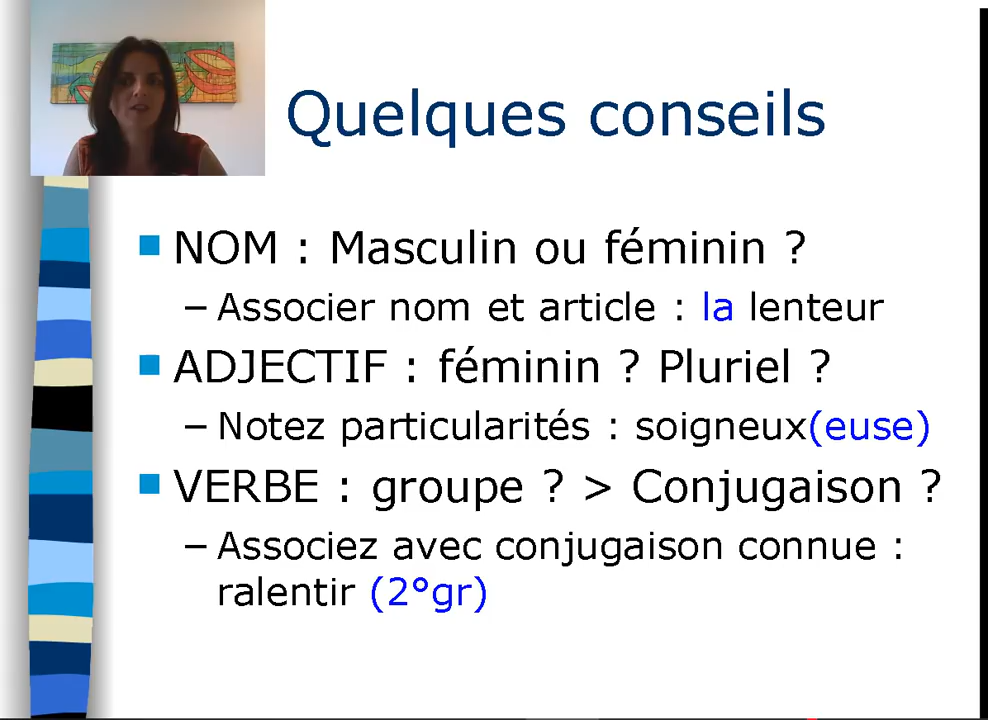 Quelques conseils
NOM : Masculin ou féminin ?
– Associer nom et article : la lenteur
ADJECTIF : féminin ? Pluriel ?
– Notez particularités : soigneux(euse)
VERBE : groupe ? > Conjugaison ?
– Associez avec conjugaison connue :
ralentir (2°gr)